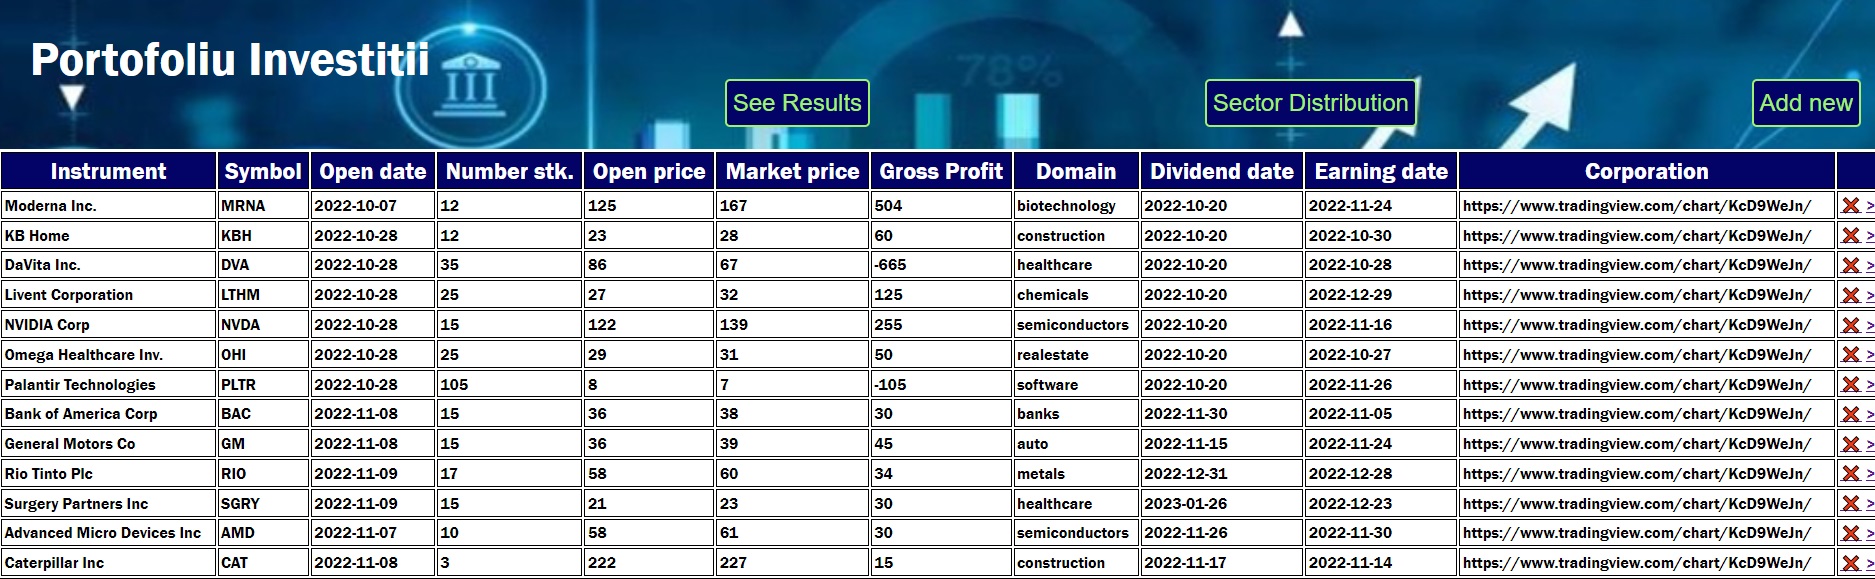 Portofoliu Investitii
78%
See Results
Sector Distribution
Add new
Instrument Symbol Open date Number stk. Open price Market price Gross Profit Domain Dividend date Earning date Corporation
Moderna Inc. MRNA 2022-10-07 12 125 167 504 biotechnology 2022-10-20 2022-11-24 https://www.tradingview.com/chart/KcD9WeJn/ >
KB Home KBH 2022-10-28 12 23 28 60 construction 2022-10-20 2022-10-30 https://www.tradingview.com/chart/KcD9WeJn/ >
DaVita Inc. DVA 2022-10-28 35 86 67 -665 healthcare 2022-10-20 2022-10-28 https://www.tradingview.com/chart/KcD9WeJn/ >
Livent Corporation LTHM 2022-10-28 25 27 32 125 chemicals 2022-10-20 2022-12-29 https://www.tradingview.com/chart/KcD9WeJn/ >
NVIDIA Corp NVDA 2022-10-28 15 122 139 255 semiconductors 2022-10-20 2022-11-16 https://www.tradingview.com/chart/KcD9WeJn/ >
Omega Healthcare Inv. OHI 2022-10-28 25 29 31 50 realestate 2022-10-20 2022-10-27 https://www.tradingview.com/chart/KcD9WeJn/ >
Palantir Technologies PLTR 2022-10-28 105 8 7 -105 software 2022-10-20 2022-11-26 https://www.tradingview.com/chart/KcD9WeJn/ >
Bank of America Corp BAC 2022-11-08 15 36 38 30 banks 2022-11-30 2022-11-05 https://www.tradingview.com/chart/KcD9WeJn/ >
General Motors Co GM 2022-11-08 15 36 39 45 auto 2022-11-15 2022-11-24 https://www.tradingview.com/chart/KcD9WeJn/ >
Rio Tinto Plc RIO 2022-11-09 17 58 60 34 metals 2022-12-31 2022-12-28 https://www.tradingview.com/chart/KcD9WeJn/ >
Surgery Partners Inc SGRY 2022-11-09 15 21 23 30 healthcare 2023-01-26 2022-12-23 https://www.tradingview.com/chart/KcD9WeJn/ >
Advanced Micro Devices Inc AMD 2022-11-07 10 58 61 30 semiconductors 2022-11-26 2022-11-30 https://www.tradingview.com/chart/KcD9WeJn/ >
Caterpillar Inc CAT 2022-11-08 3 222 227 15 construction 2022-11-17 2022-11-14 https://www.tradingview.com/chart/KcD9WeJn/ >